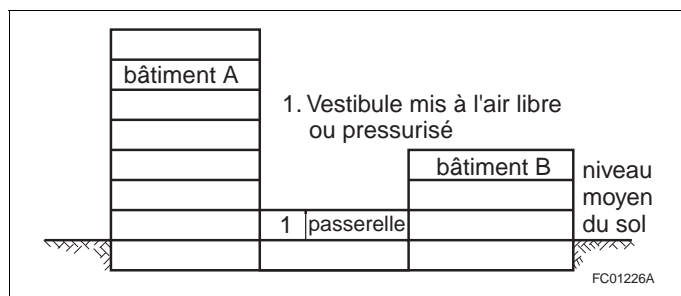 bâtiment A
1. Vestibule mis à l'air libre
ou pressurisé
bâtiment B
niveau
moyen
du sol
1
passerelle
FC01226A